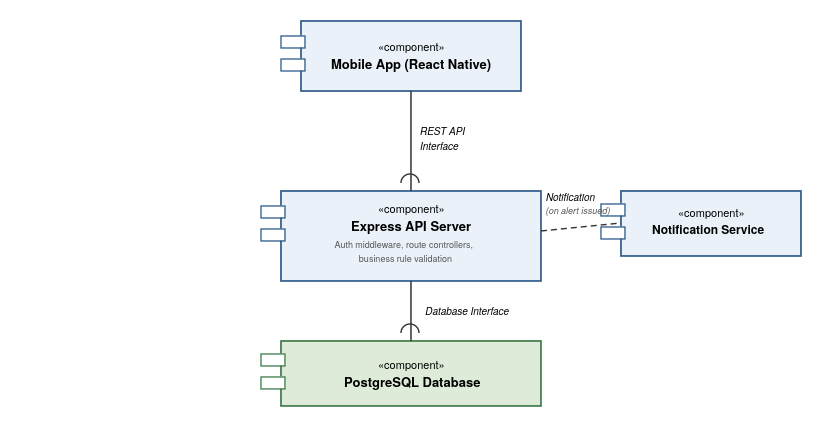 «component»
Mobile App (React Native)
REST API
Interface
«component»
Express API Server
Auth middleware, route controllers,
business rule validation
Notification
(on alert issued)
«component»
Notification Service
Database Interface
«component»
PostgreSQL Database